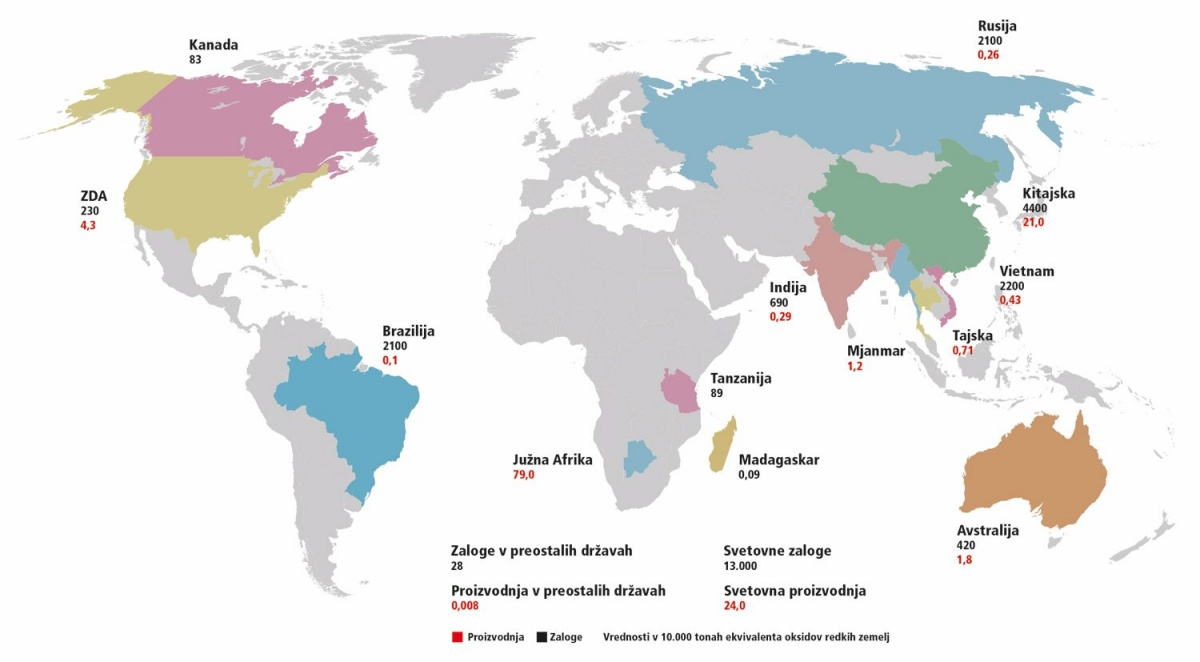 Rusija
2100
0,26
Kanada
83
ZDA
230
4,3
Kitajska
4400
21,0
Vietnam
2200
0,43
Indija
690
0,29
Tajska
0,71
Mjanmar
1,2
Brazilija
2100
0,1
Tanzanija
89
Južna Afrika
79,0
Madagaskar
0,09
Avstralija
420
1,8
Zaloge v preostalih državah
28
Svetovne zaloge
13.000
Proizvodnja v preostalih državah
0,008
Svetovna proizvodnja
24,0
Proizvodnja Zaloge Vrednosti v 10.000 tonah ekvivalenta oksidov redkih zemelj